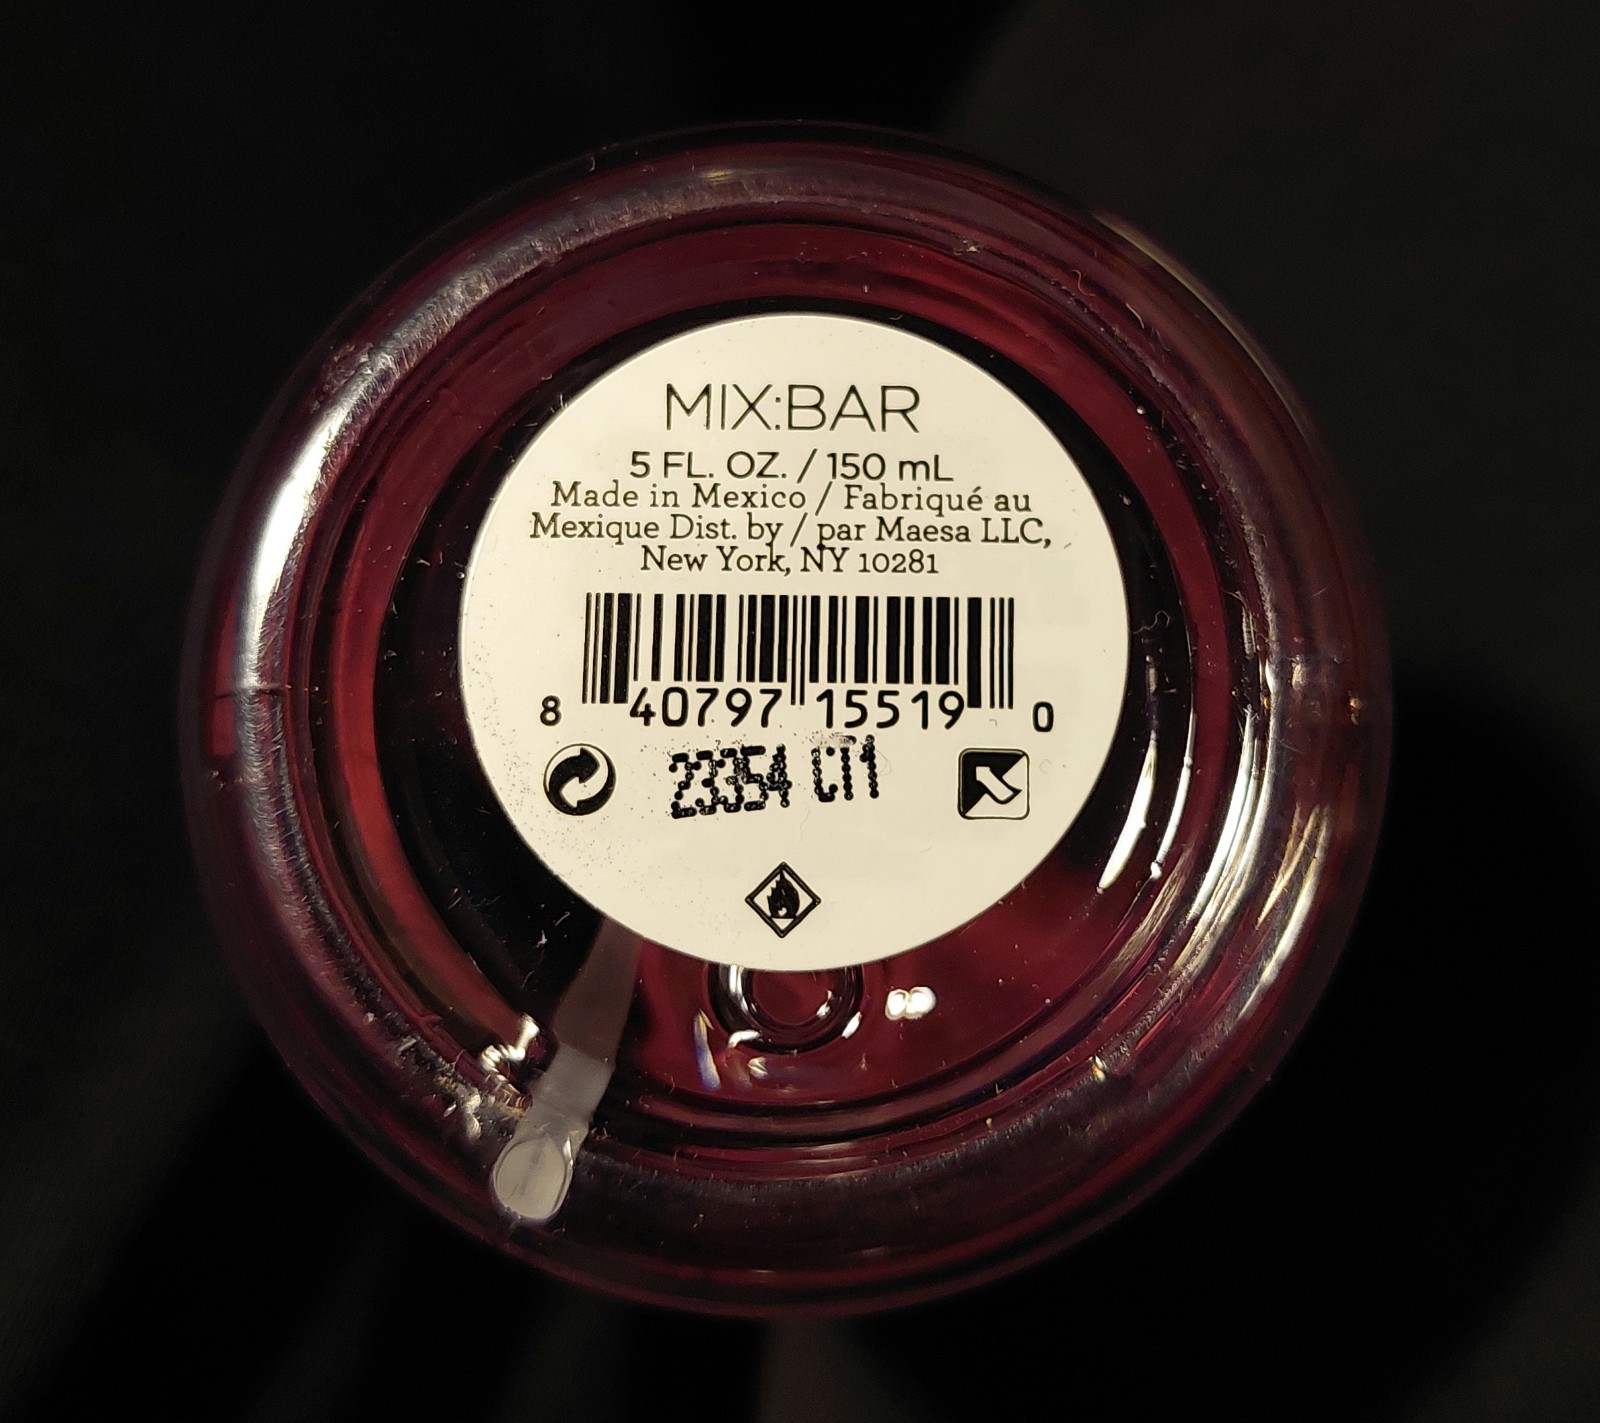 MIX:BAR
5 FL. OZ. / 150 mL
Made in Mexico / Fabriqué au
Mexique Dist. by / par Maesa LLC,
New York, NY 10281
8 40797 15519 0
23354 CT1